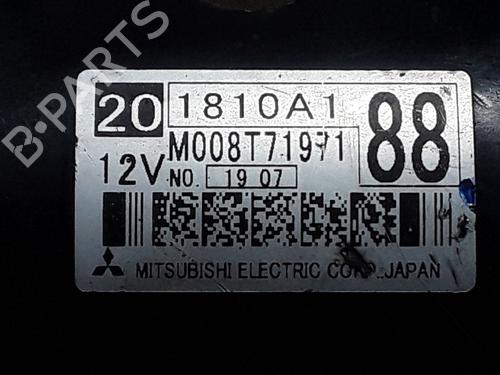 B-PARTS
20 1810A1 88
M008T71971
12V NO. 19 07
MITSUBISHI ELECTRIC CORP. JAPAN